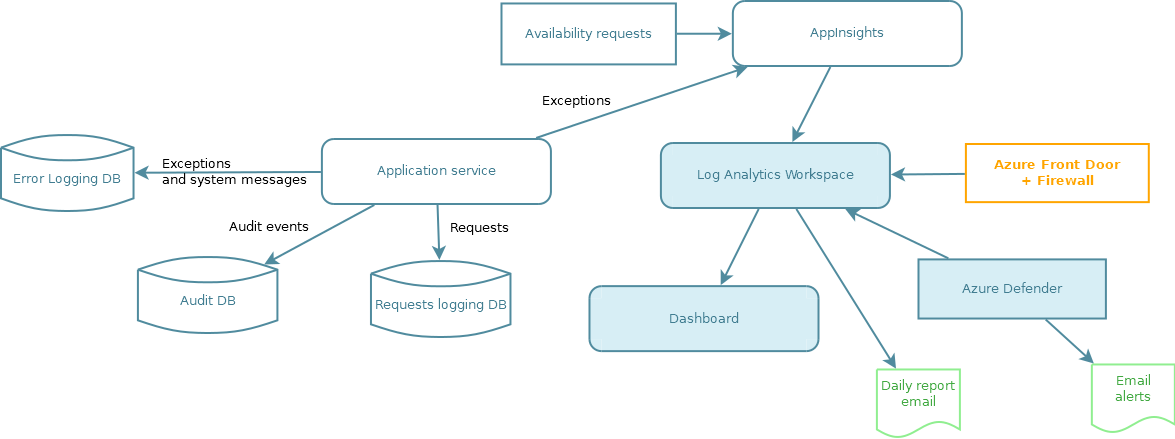 Availability requests
AppInsights
Exceptions
Exceptions
and system messages
Error Logging DB
Application service
Log Analytics Workspace
Azure Front Door
+ Firewall
Audit events
Requests
Audit DB
Requests logging DB
Dashboard
Azure Defender
Daily report
email
Email
alerts